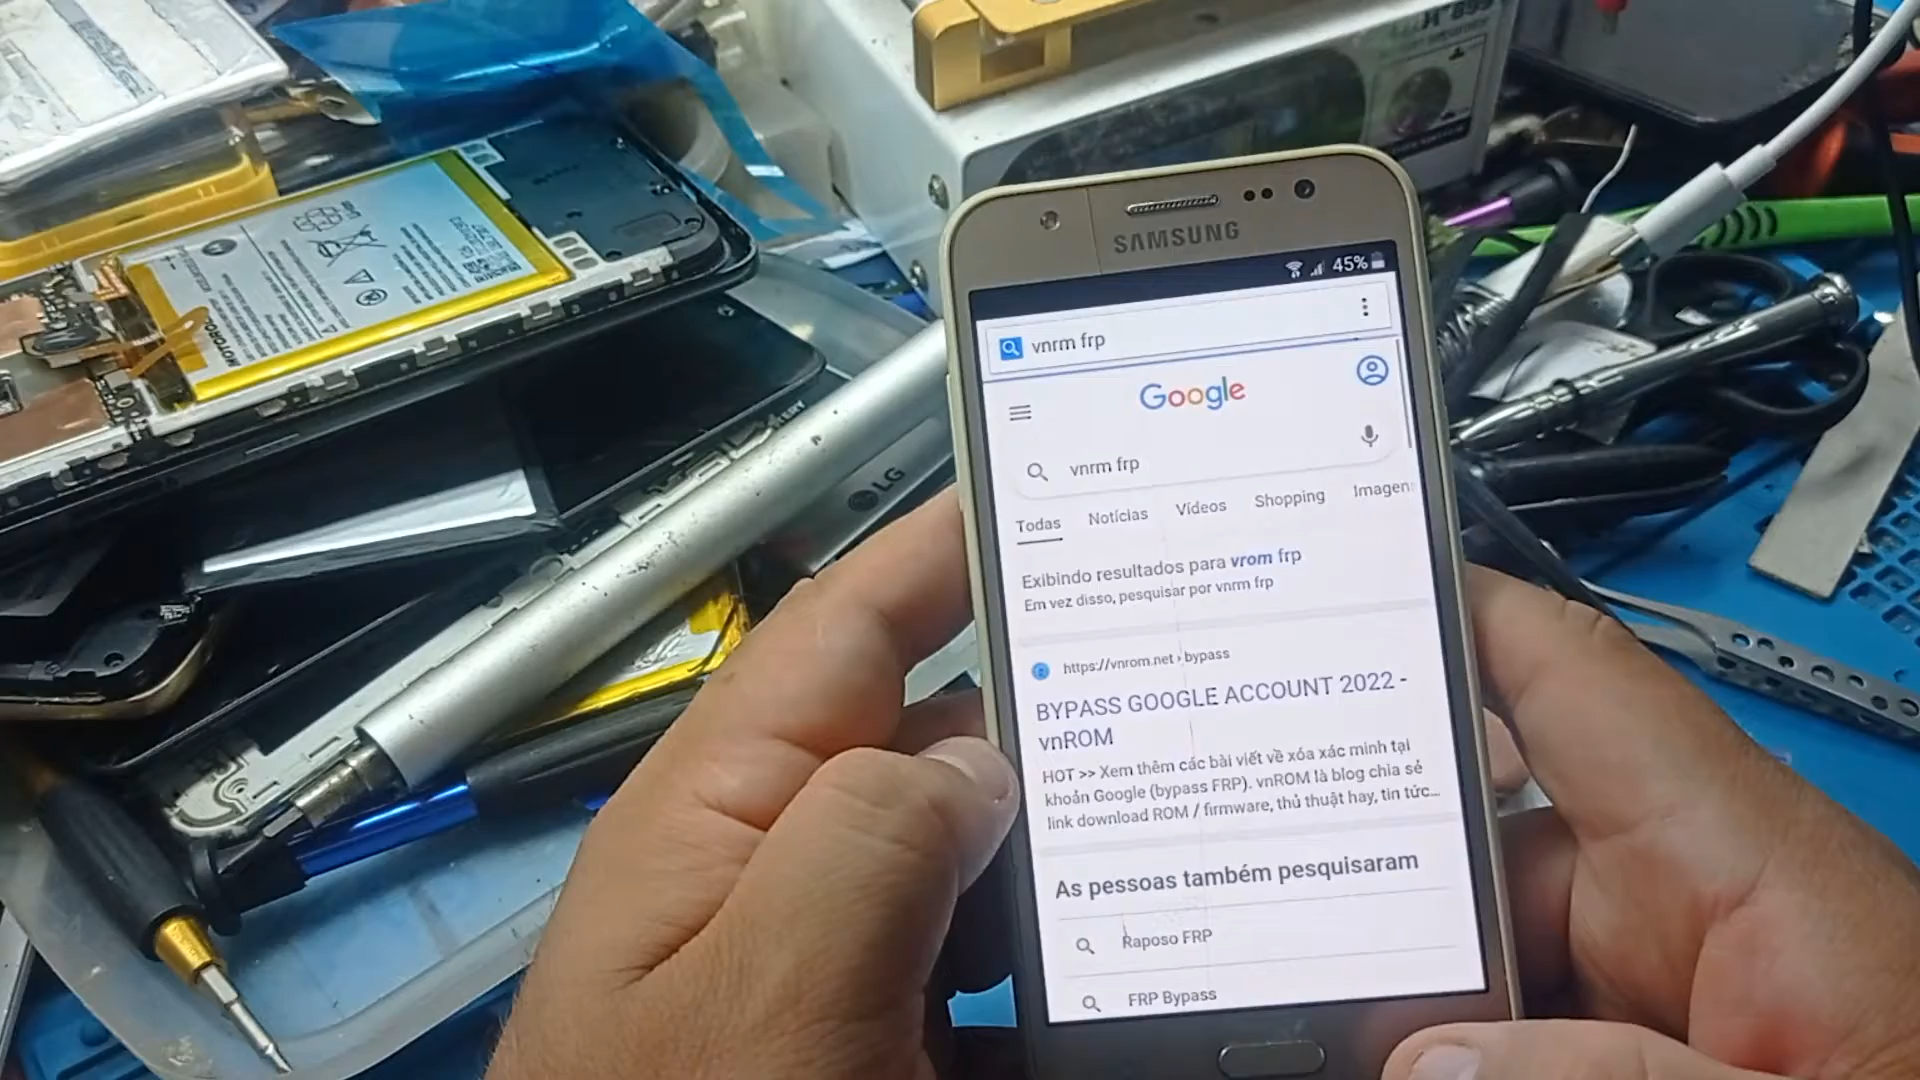 SAMSUNG
45%
vnrm frp
Google
vnrm frp
Todas Notícias Vídeos Shopping Imagen
Exibindo resultados para vrom frp
Em vez disso, pesquisar por vnrm frp
https://vnrom.net › bypass
BYPASS GOOGLE ACCOUNT 2022 -
vnROM
HOT >> Xem thêm các bài viết về xóa xác minh tại
khoản Google (bypass FRP). vnROM là blog chia sẻ
link download ROM / firmware, thủ thuật hay, tin tức...
As pessoas também pesquisaram
Raposo FRP
FRP Bypass
MOTOROLA
LG